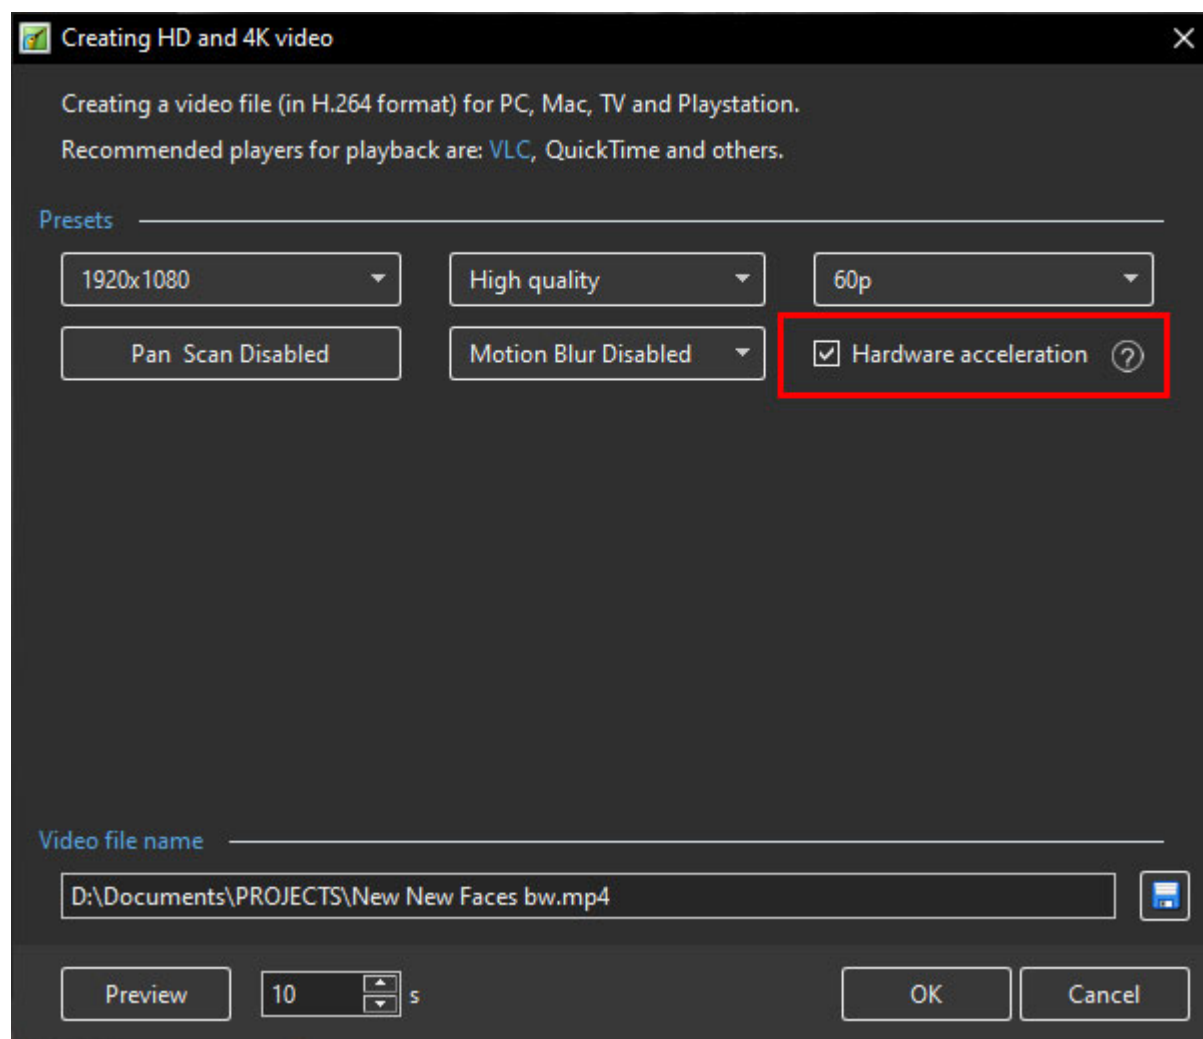 Creating HD and 4K video
Creating a video file (in H.264 format) for PC, Mac, TV and Playstation.
Recommended players for playback are: VLC, QuickTime and others.
Presets
1920x1080
High quality
60p
Pan Scan Disabled
Motion Blur Disabled
Hardware acceleration ?
Video file name
D:\Documents\PROJECTS\New New Faces bw.mp4
Preview
10 s
OK
Cancel